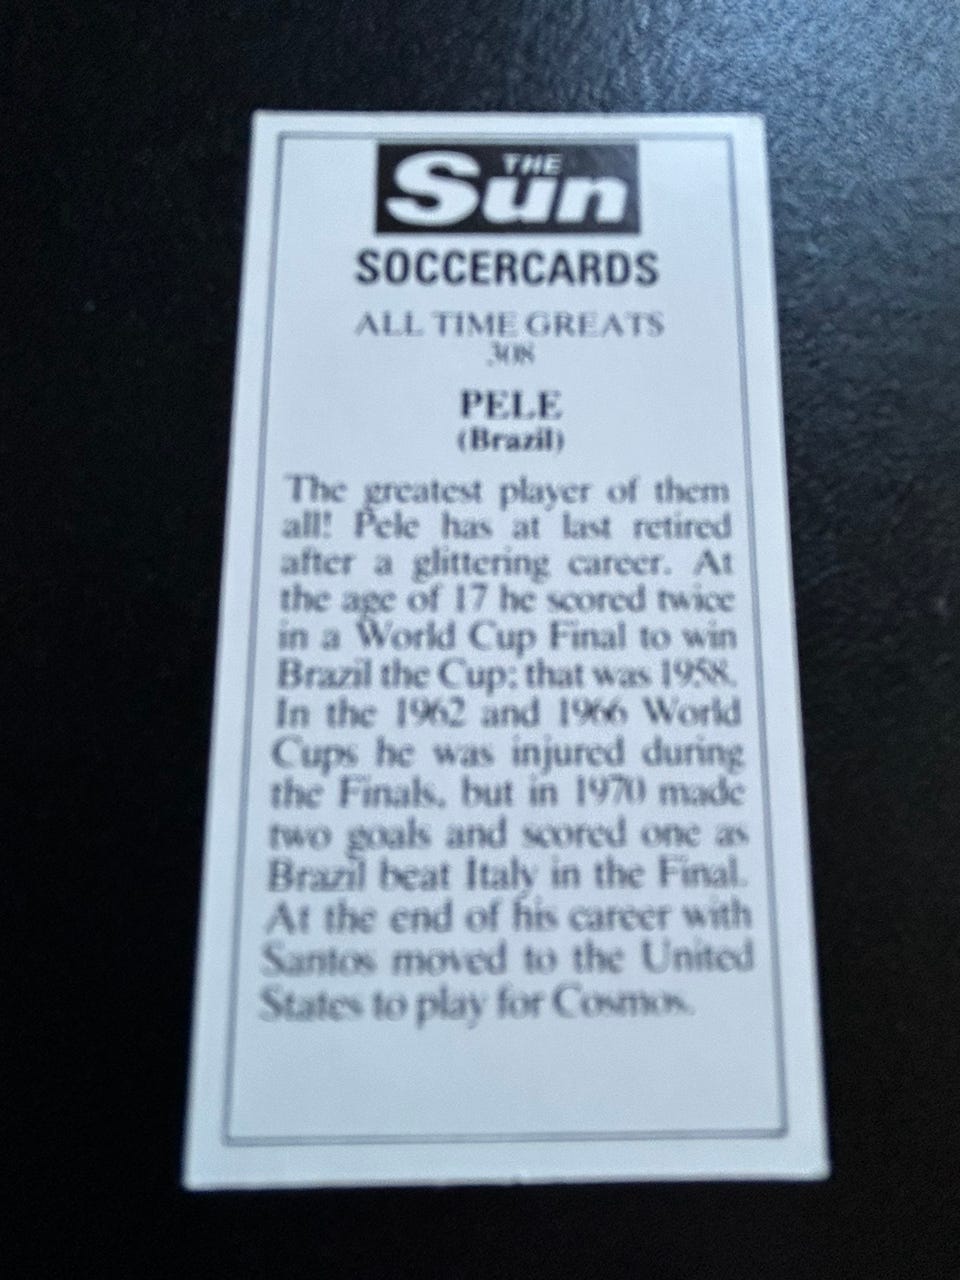 THE
Sun
SOCCERCARDS
ALL TIME GREATS
308
PELE
(Brazil)
The greatest player of them
all! Pele has at last retired
after a glittering career. At
the age of 17 he scored twice
in a World Cup Final to win
Brazil the Cup; that was 1958.
In the 1962 and 1966 World
Cups he was injured during
the Finals, but in 1970 made
two goals and scored one as
Brazil beat Italy in the Final.
At the end of his career with
Santos moved to the United
States to play for Cosmos.